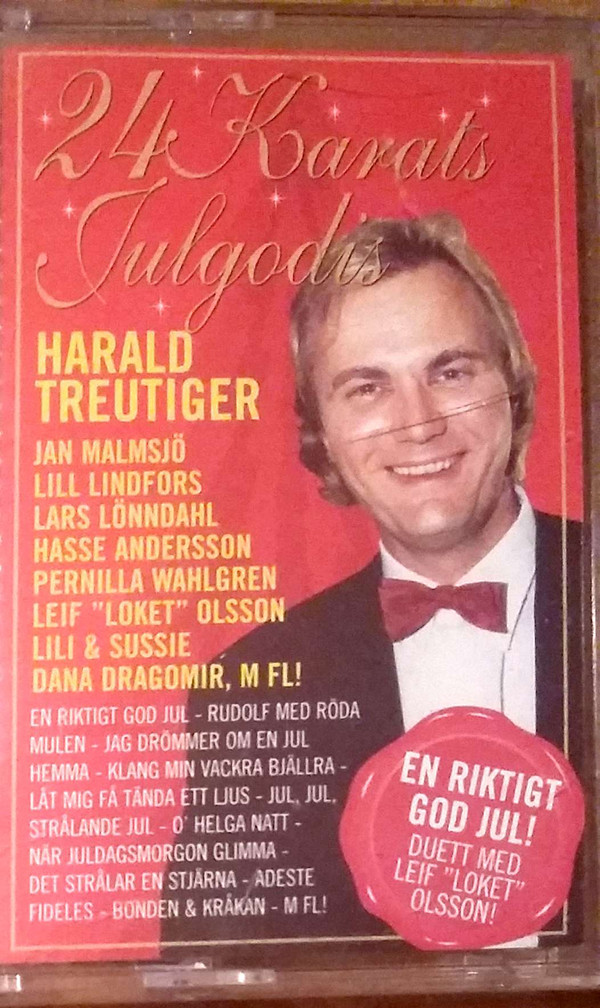 24 Karats
Julgodis
HARALD
TREUTIGER
JAN MALMSJÖ
LILL LINDFORS
LARS LÖNNDAHL
HASSE ANDERSSON
PERNILLA WAHLGREN
LEIF "LOKET" OLSSON
LILI & SUSSIE
DANA DRAGOMIR, M FL!
EN RIKTIGT GOD JUL - RUDOLF MED RÖDA
MULEN - JAG DRÖMMER OM EN JUL
HEMMA - KLANG MIN VACKRA BJÄLLRA -
LÅT MIG FÅ TÄNDA ETT LJUS - JUL, JUL,
STRÅLANDE JUL - O' HELGA NATT -
NÄR JULDAGSMORGON GLIMMA -
DET STRÅLAR EN STJÄRNA - ADESTE
FIDELES - BONDEN & KRÅKAN - M FL!
EN RIKTIGT
GOD JUL!
DUETT MED
LEIF "LOKET"
OLSSON!